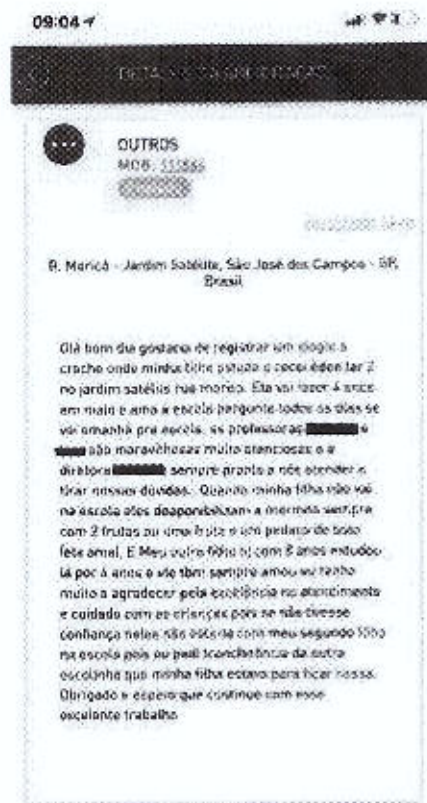 09:04
OUTROS
MOB:
R. Maricá - Jardim Satélite, São José dos Campos - SP,
Brasil
Olá bom dia gostaria de registrar um elogio a
creche onde minha filha estuda o cecoi éden lar 2
no jardim satélite rua Ela vai fazer 4 anos
em maio e ama a escola pergunta todos os dias se
vai amanhã pra escola, as professoras e
são maravilhosas muito atenciosas e a
diretora sempre pronta a nós atender e
tirar nossas dúvidas. Quando minha filha não vai
na escola eles a merenda sempre
com 2 frutas ou uma fruta e um pedaço de bolo
E Meu outro filho hj com 8 anos estudou
lá por 4 anos e ele tbm sempre amou eu tenho
muito a agradecer pela excelência no atendimento
e cuidado com as crianças pois se não tivesse
confiança neles não estaria com meu segundo filho
na escola pois eu pedi transferência da outra
escolinha que minha filha estava para ficar nessa.
Obrigado e espero que continue com esse
excelente trabalho